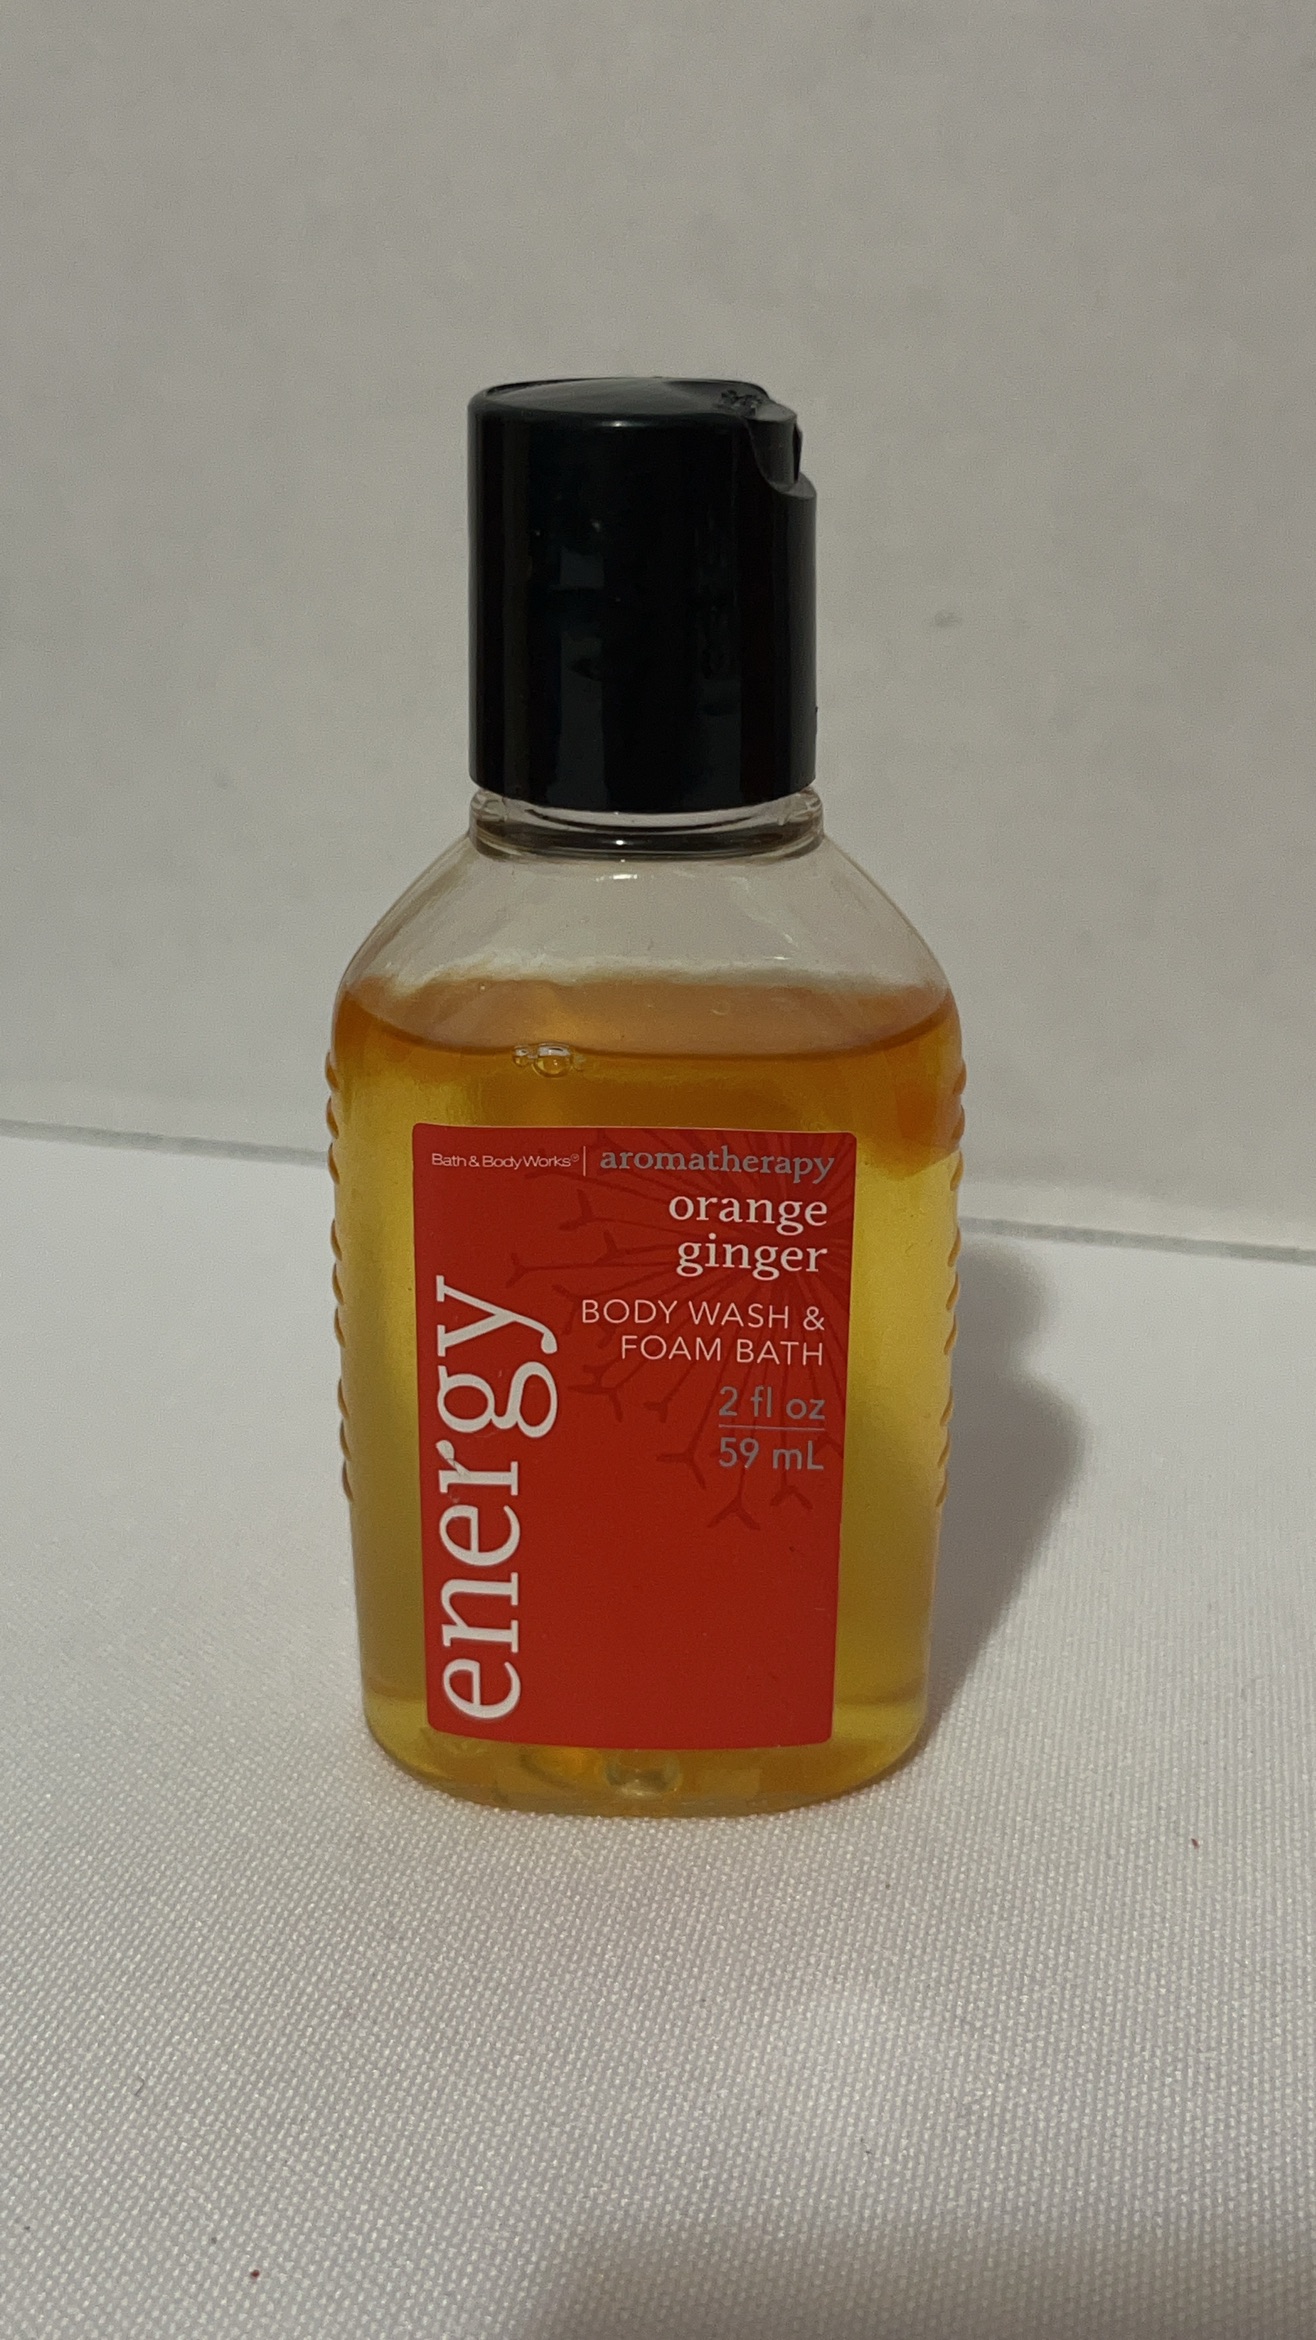 Bath & Body Works® | aromatherapy
orange
ginger
BODY WASH &
FOAM BATH
2 fl oz
59 mL
energy